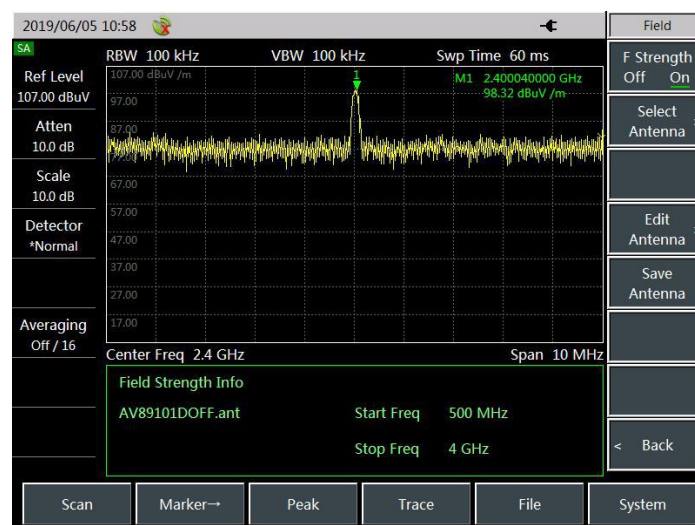 2019/06/05 10:58
Field
SA
RBW 100 kHz
VBW 100 kHz
Swp Time 60 ms
Ref Level
107.00 dBuV
Atten
10.0 dB
Scale
10.0 dB
Detector
*Normal
Averaging
Off / 16
107.00 dBuV /m
97.00
87.00
67.00
57.00
47.00
37.00
27.00
17.00
1
M1 2.400040000 GHz
98.32 dBuV /m
Center Freq 2.4 GHz
Span 10 MHz
Field Strength Info
AV89101DOFF.ant
Start Freq 500 MHz
Stop Freq 4 GHz
F Strength
Off On
Select
Antenna
Edit
Antenna
Save
Antenna
< Back
Scan
Marker→
Peak
Trace
File
System